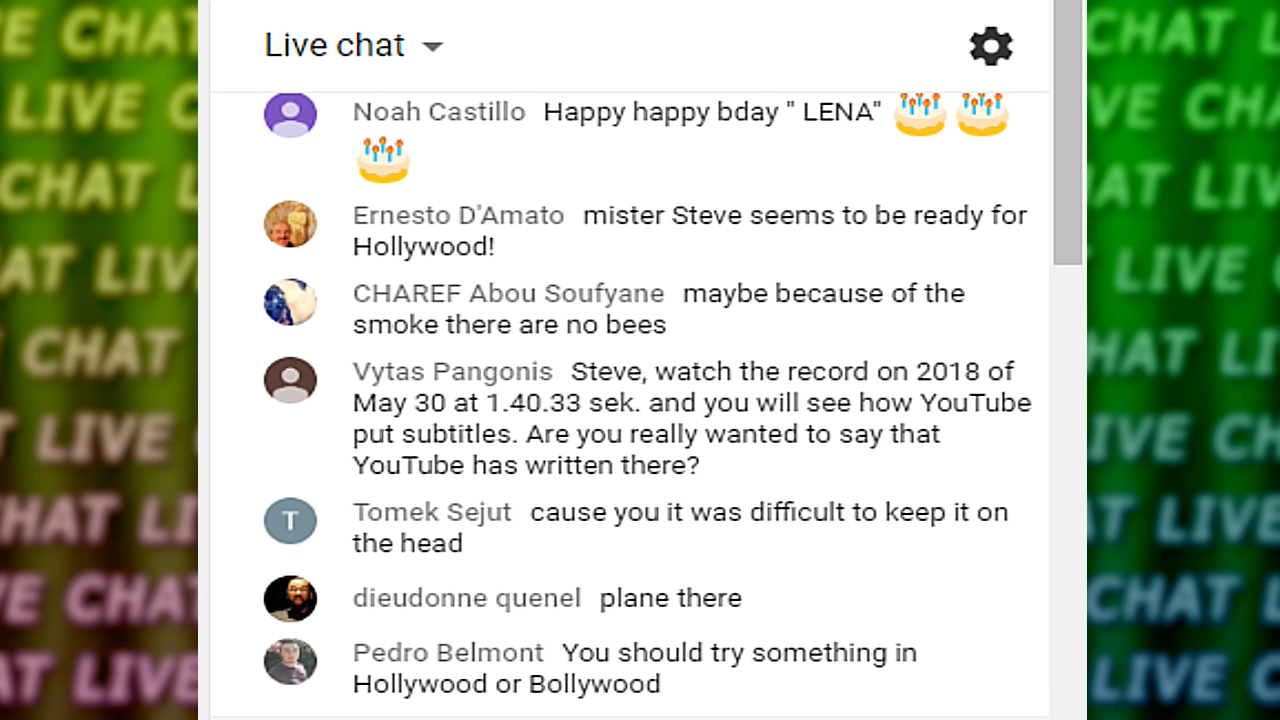 Live chat
Noah Castillo Happy happy bday " LENA"
Ernesto D'Amato mister Steve seems to be ready for
Hollywood!
CHAREF Abou Soufyane maybe because of the
smoke there are no bees
Vytas Pangonis Steve, watch the record on 2018 of
May 30 at 1.40.33 sek. and you will see how YouTube
put subtitles. Are you really wanted to say that
YouTube has written there?
T
Tomek Sejut cause you it was difficult to keep it on
the head
dieudonne quenel plane there
Pedro Belmont You should try something in
Hollywood or Bollywood